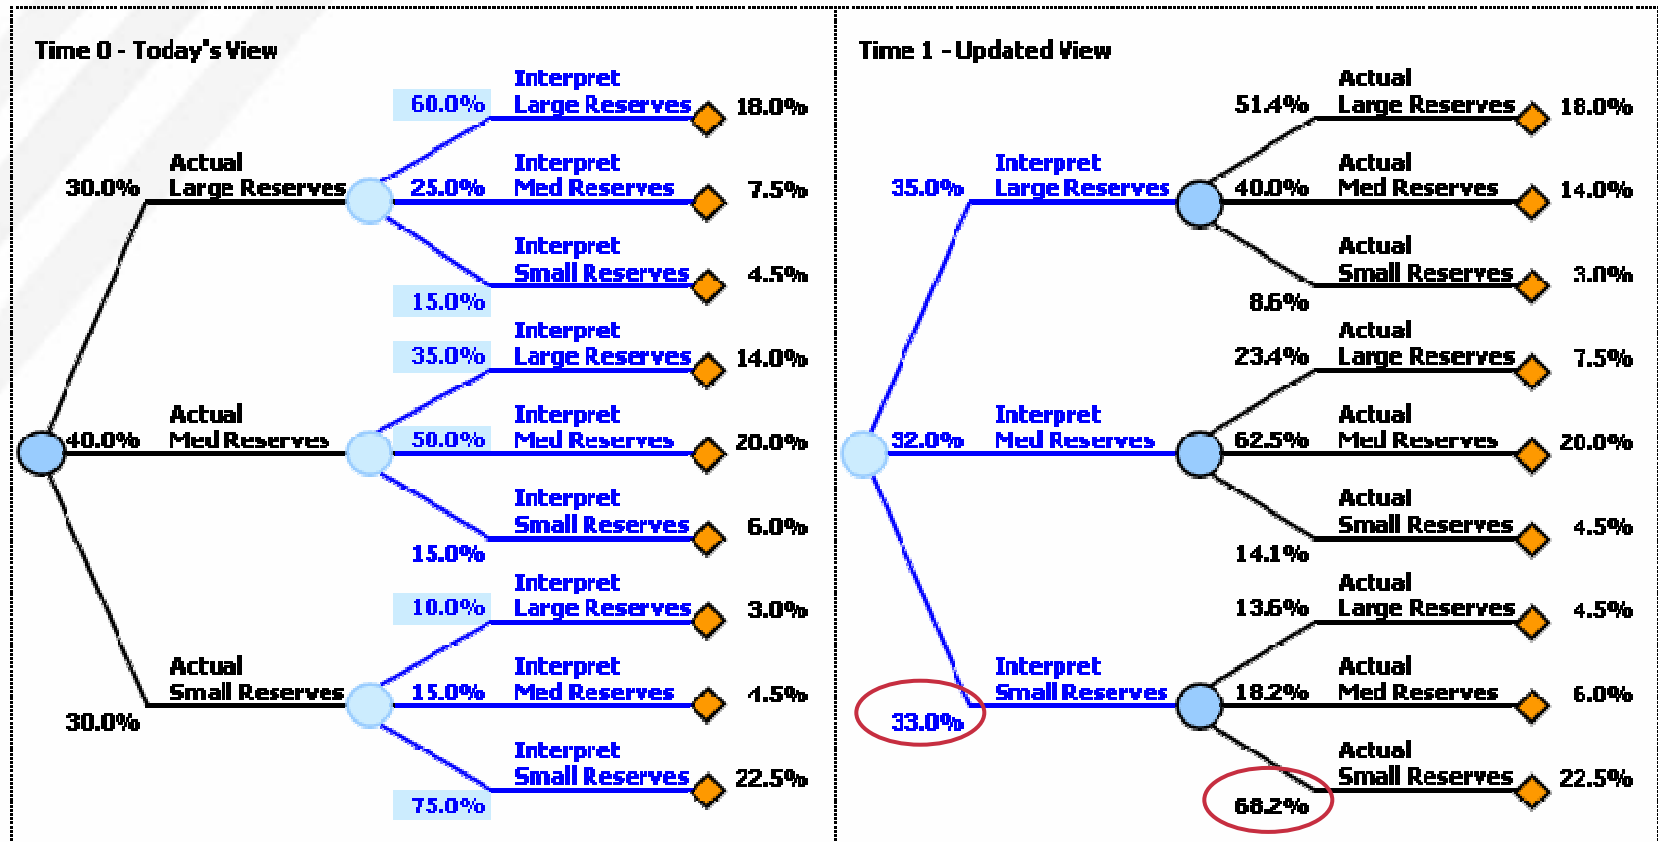 Time 0 - Today's View
Interpret
60.0% Large Reserves 18.0%
Actual
Interpret
30.0% Large Reserves 25.0% Med Reserves 7.5%
Interpret
Small Reserves 4.5%
15.0%
Interpret
35.0% Large Reserves 14.0%
Actual
Interpret
40.0% Med Reserves 50.0% Med Reserves 20.0%
Interpret
Small Reserves 6.0%
15.0%
Interpret
10.0% Large Reserves 3.0%
Actual
Interpret
Small Reserves 15.0% Med Reserves 4.5%
30.0%
Interpret
Small Reserves 22.5%
75.0%
Time 1 - Updated View
Actual
51.4% Large Reserves 18.0%
Interpret
Actual
35.0% Large Reserves 40.0% Med Reserves 14.0%
Actual
Small Reserves 3.0%
8.6%
Actual
23.4% Large Reserves 7.5%
Interpret
Actual
32.0% Med Reserves 62.5% Med Reserves 20.0%
Actual
Small Reserves 4.5%
14.1%
Actual
13.6% Large Reserves 4.5%
Interpret
Actual
Small Reserves 18.2% Med Reserves 6.0%
33.0%
Actual
Small Reserves 22.5%
68.2%